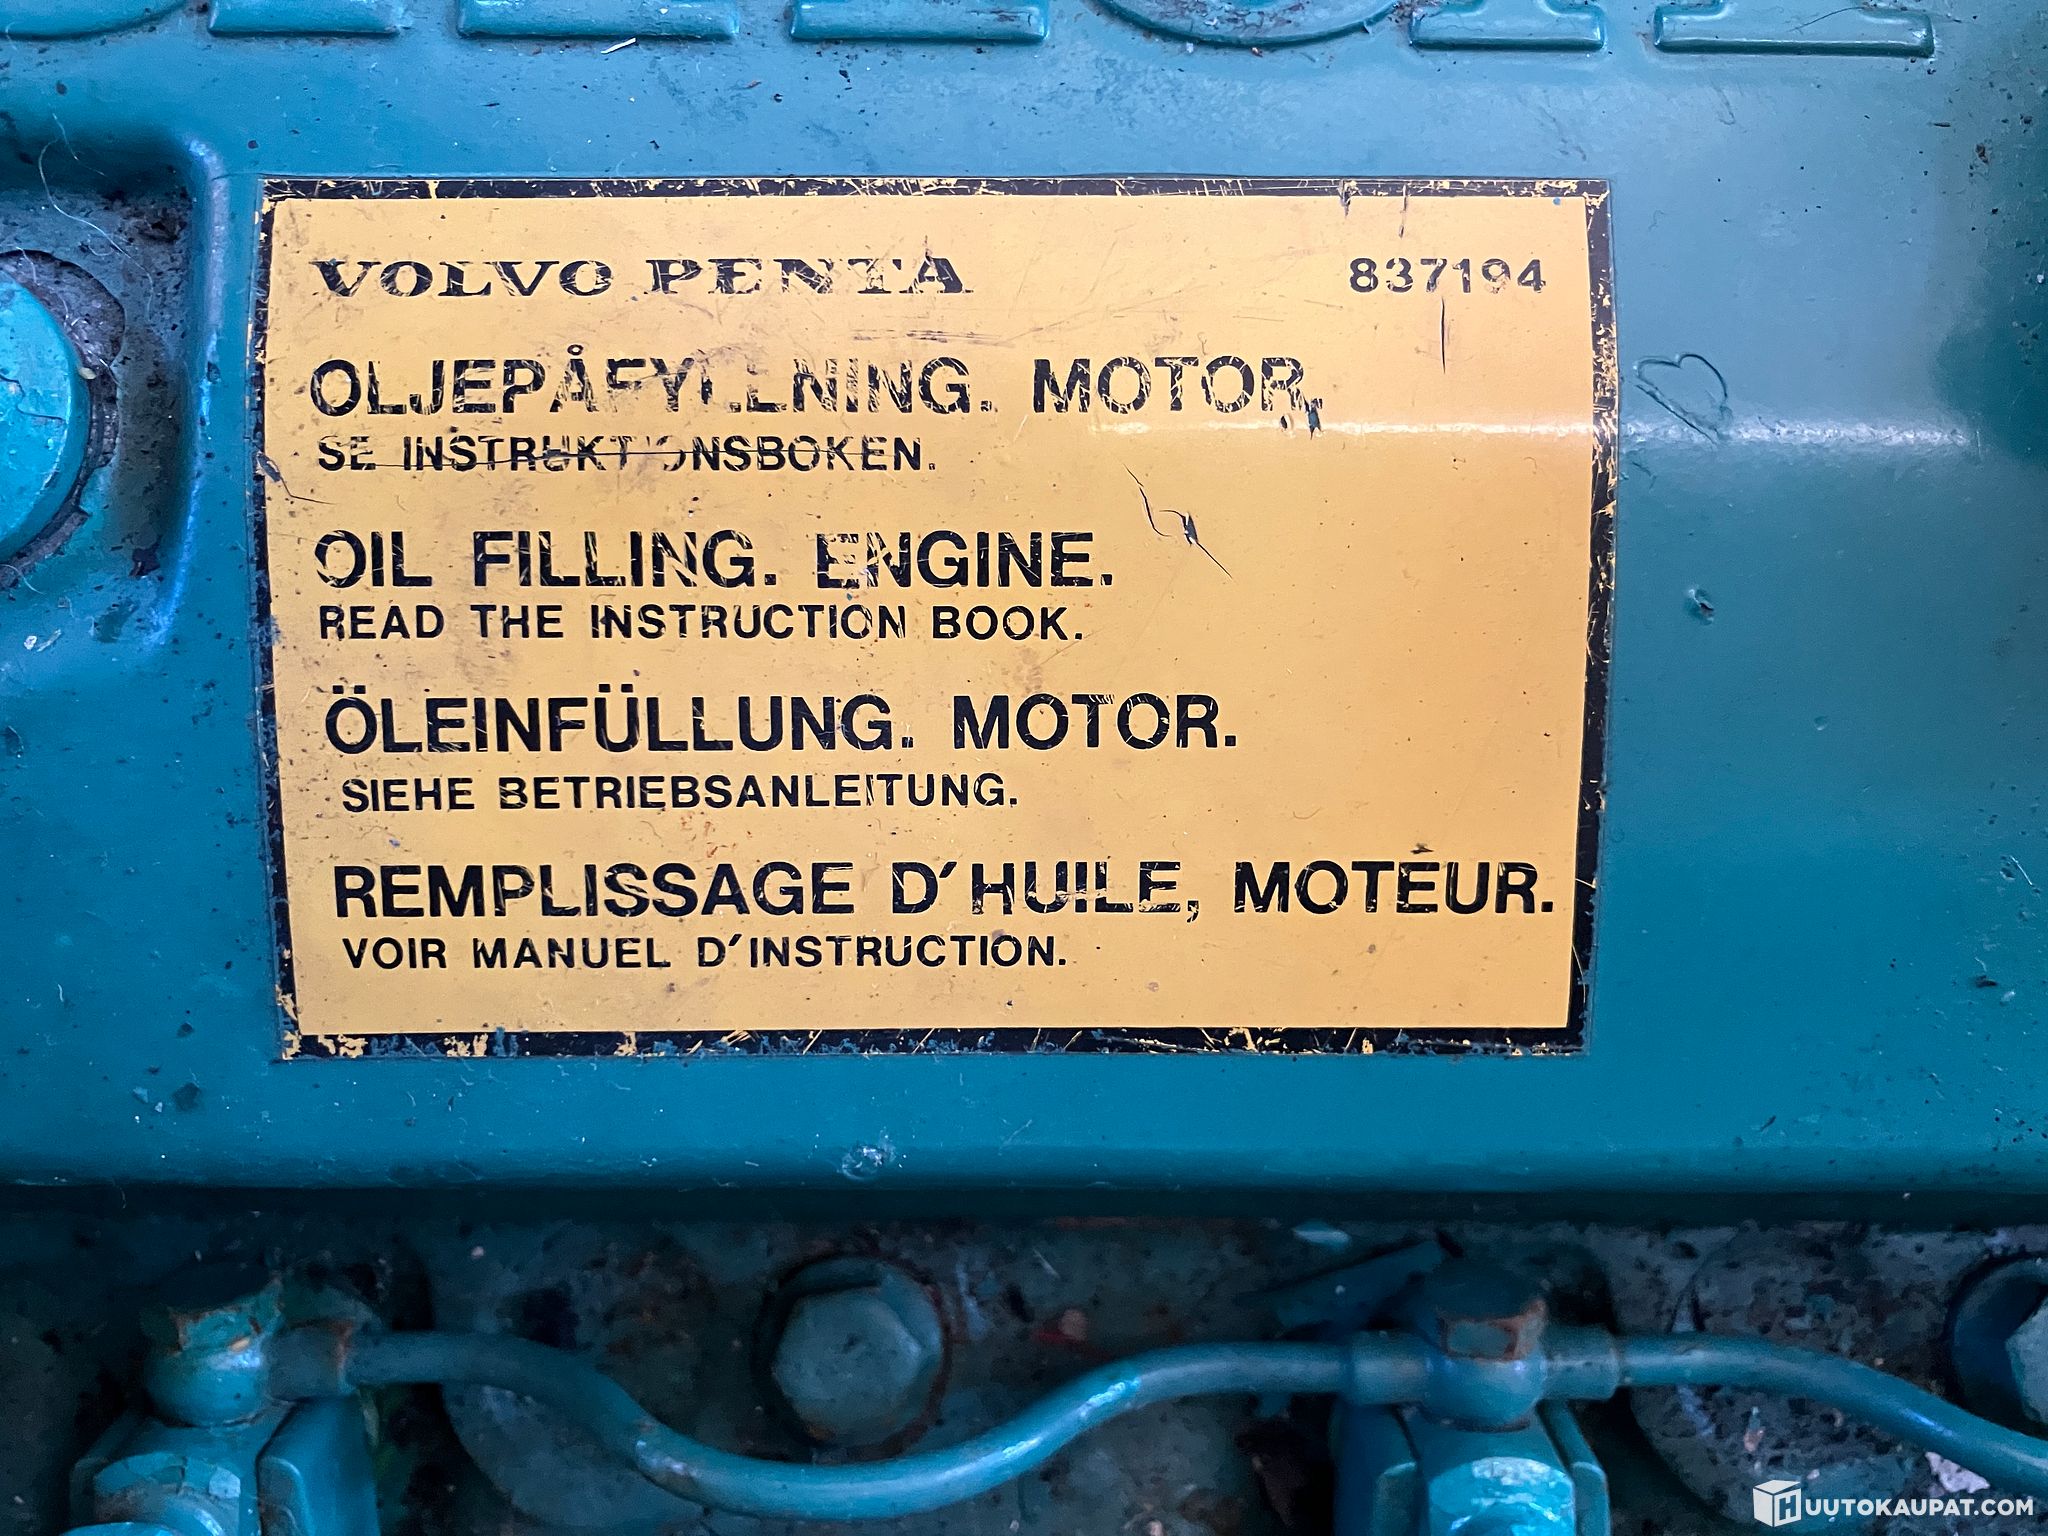 VOLVO PENTA 837194
OLJEPÅFYLLNING. MOTOR.
SE INSTRUKTIONSBOKEN.
OIL FILLING. ENGINE.
READ THE INSTRUCTION BOOK.
ÖLEINFÜLLUNG. MOTOR.
SIEHE BETRIEBSANLEITUNG.
REMPLISSAGE D'HUILE, MOTEUR.
VOIR MANUEL D'INSTRUCTION.
HUUTOKAUPAT.COM